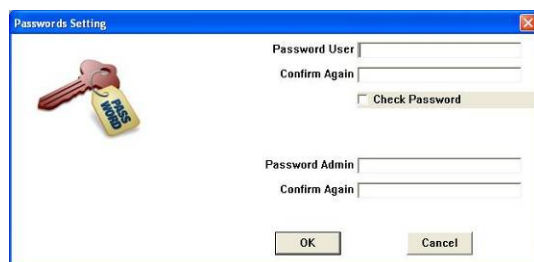 Passwords Setting
Password User
Confirm Again
Check Password
PASS
WORD
Password Admin
Confirm Again
OK
Cancel